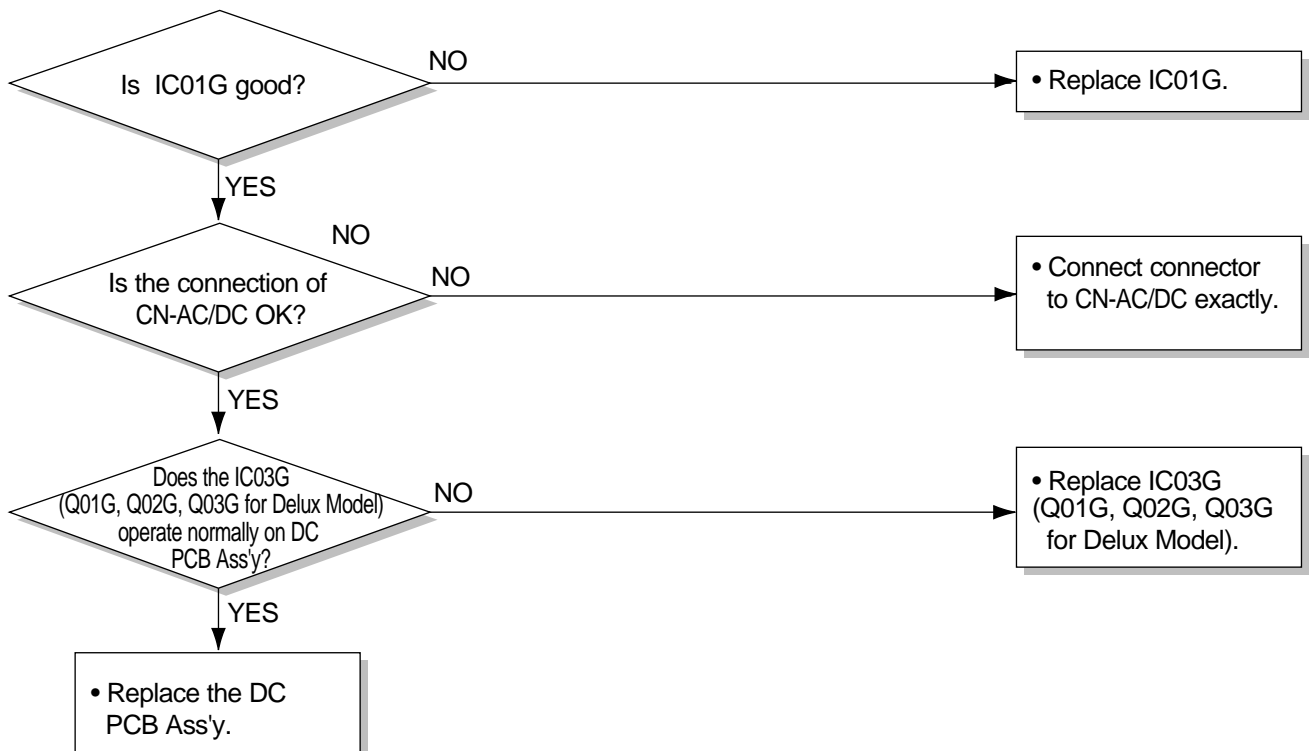 Is IC01G good?
NO
• Replace IC01G.
YES
NO
Is the connection of
CN-AC/DC OK?
NO
• Connect connector
to CN-AC/DC exactly.
YES
Does the IC03G
(Q01G, Q02G, Q03G for Delux Model)
operate normally on DC
PCB Ass'y?
NO
• Replace IC03G
(Q01G, Q02G, Q03G
for Delux Model).
YES
• Replace the DC
PCB Ass'y.